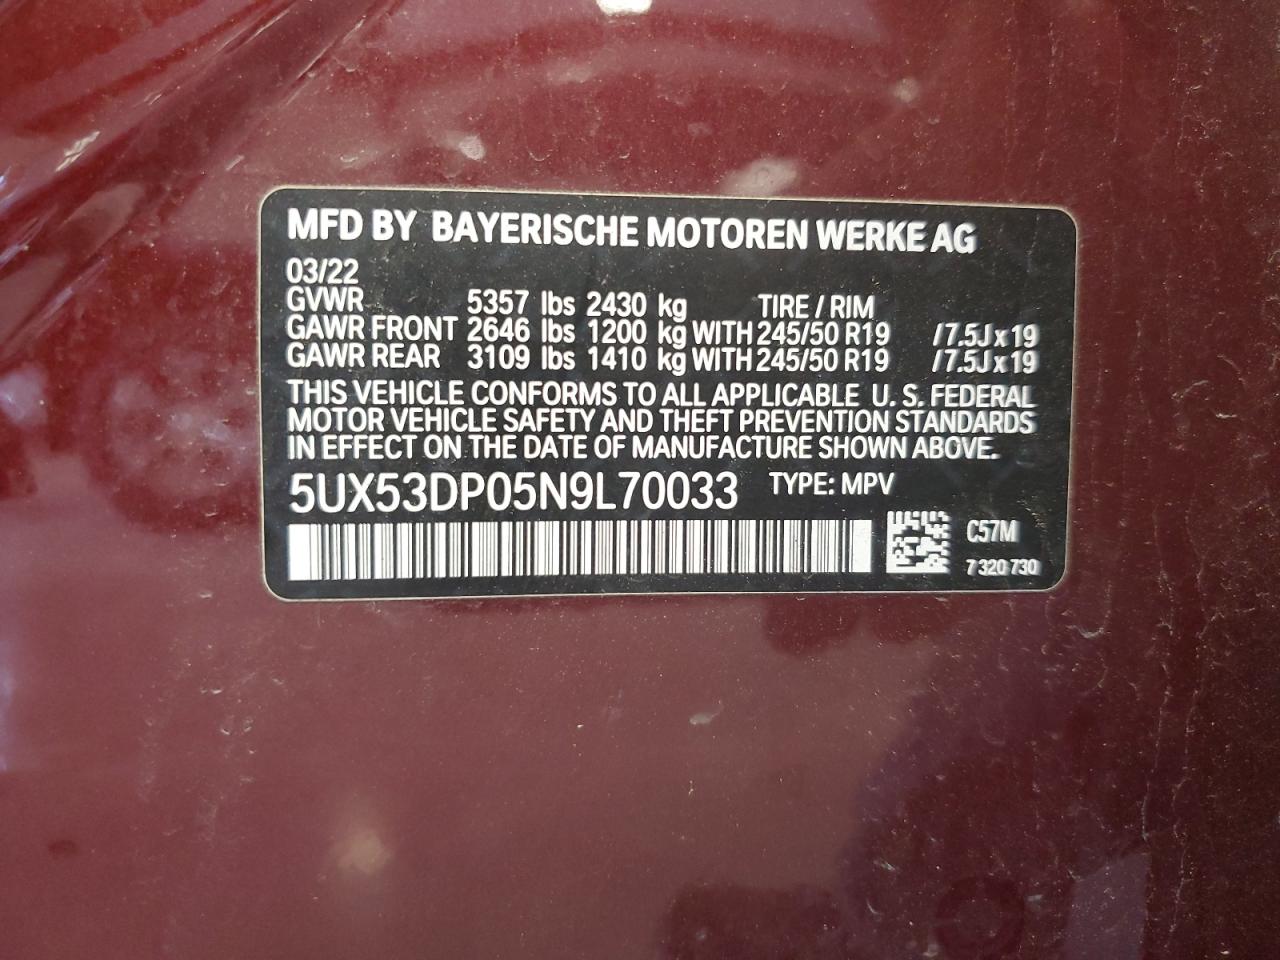 MFD BY BAYERISCHE MOTOREN WERKE AG
03/22
GVWR 5357 lbs 2430 kg TIRE / RIM
GAWR FRONT 2646 lbs 1200 kg WITH 245/50 R19 /7.5J x 19
GAWR REAR 3109 lbs 1410 kg WITH 245/50 R19 /7.5J x 19
THIS VEHICLE CONFORMS TO ALL APPLICABLE U. S. FEDERAL
MOTOR VEHICLE SAFETY AND THEFT PREVENTION STANDARDS
IN EFFECT ON THE DATE OF MANUFACTURE SHOWN ABOVE.
5UX53DP05N9L70033 TYPE: MPV
C57M
7 320 730